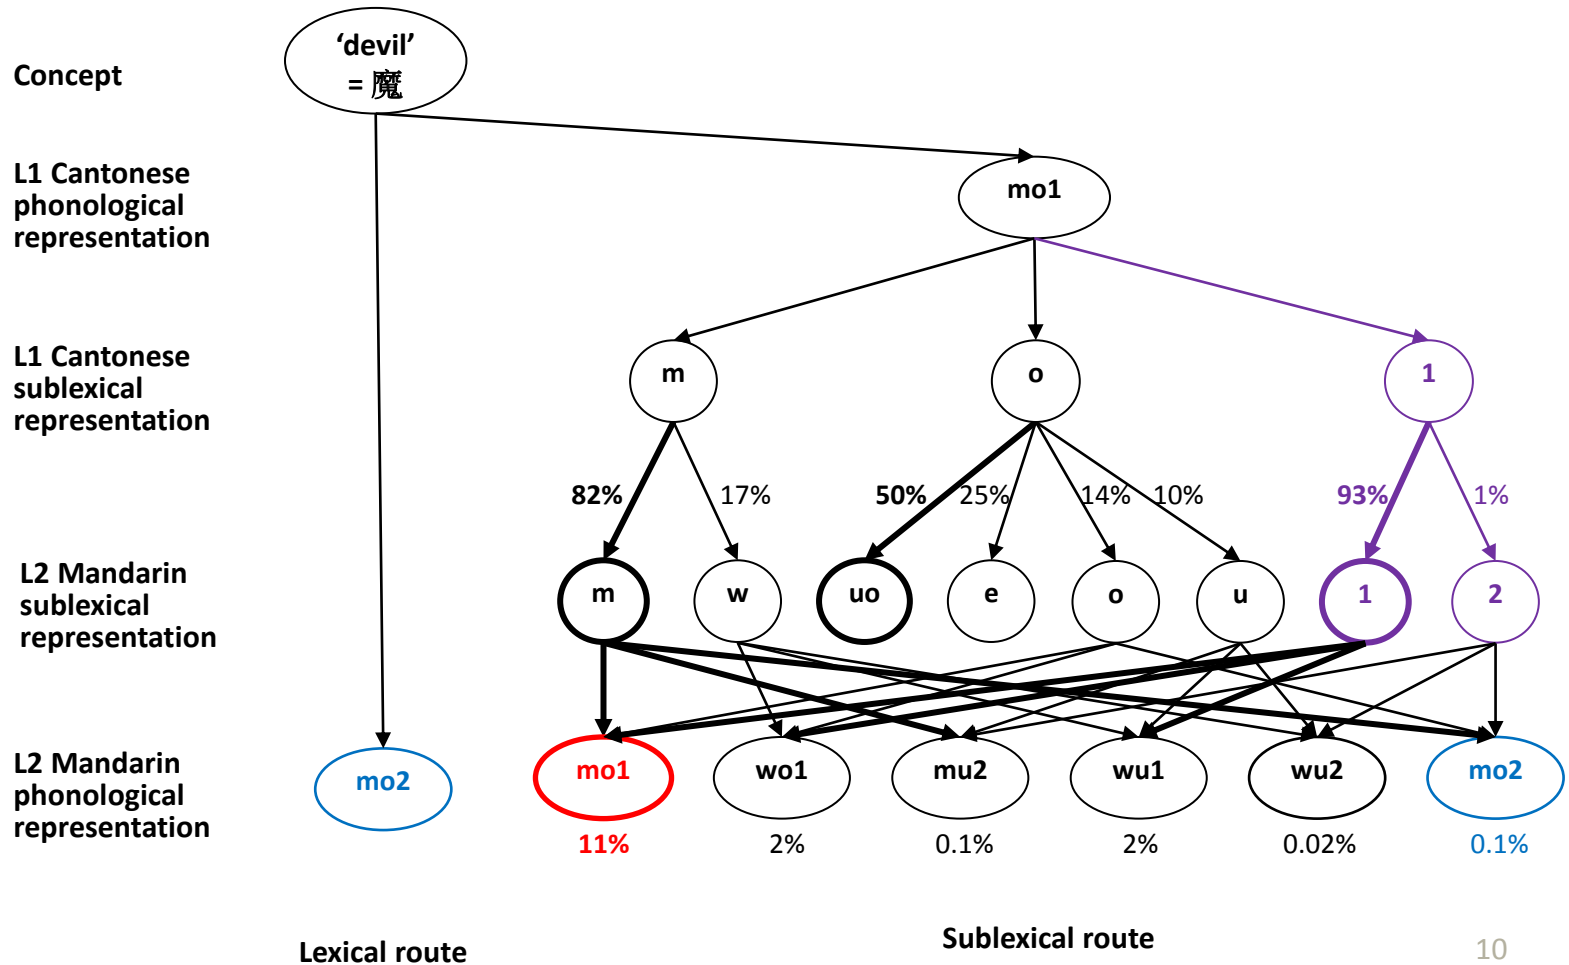 ‘devil’
= 魔
Concept
L1 Cantonese
phonological
representation
mo1
L1 Cantonese
sublexical
representation
m
o
1
82%
17%
50%
25%
14%
10%
93%
1%
L2 Mandarin
sublexical
representation
m
w
uo
e
o
u
1
2
L2 Mandarin
phonological
representation
mo2
mo1
wo1
mu2
wu1
wu2
mo2
11%
2%
0.1%
2%
0.02%
0.1%
Lexical route
Sublexical route
10